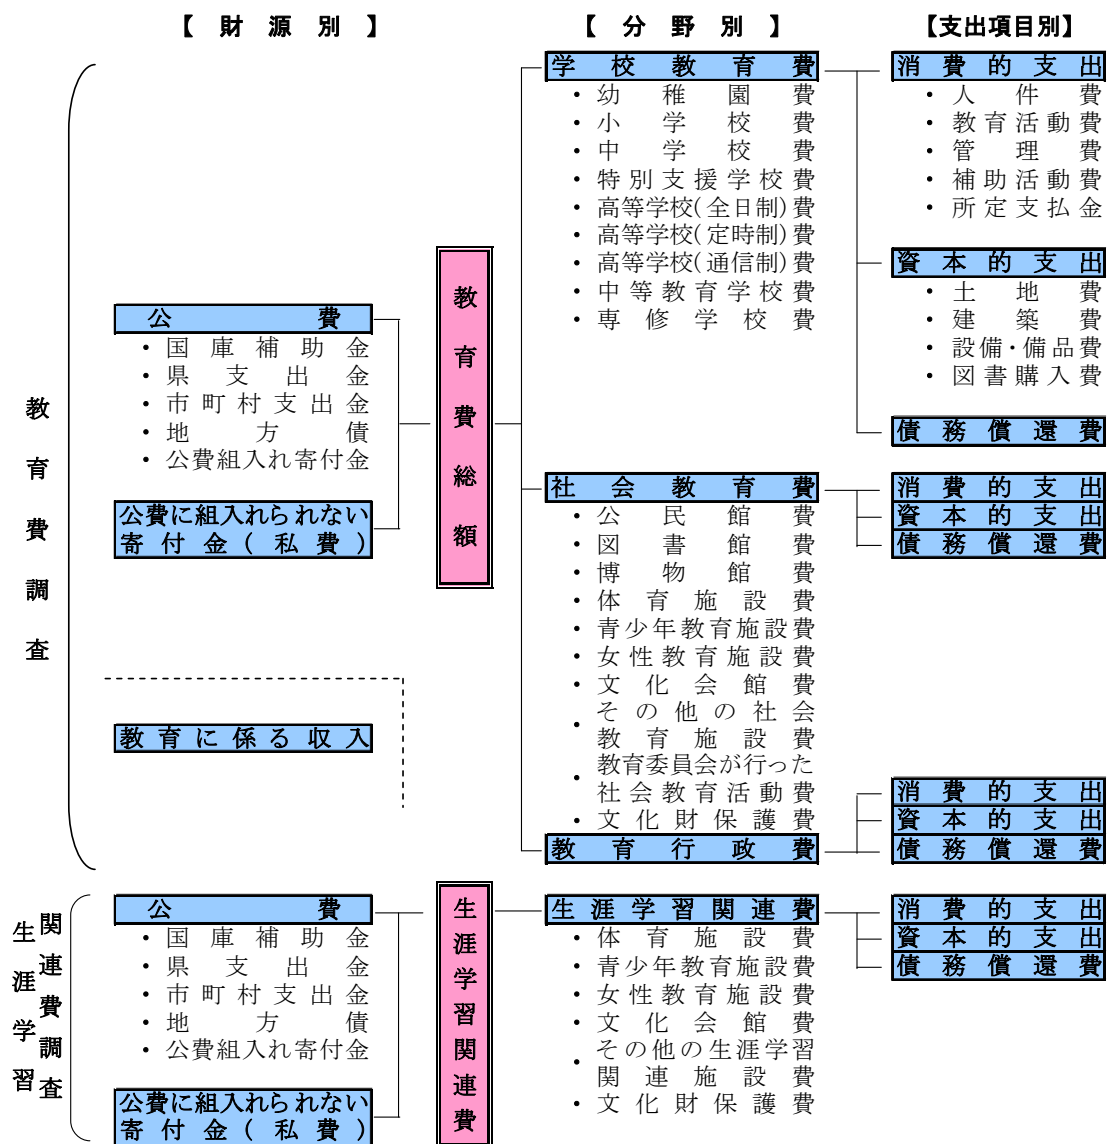 【財源別】
【分野別】
【支出項目別】
教育費調査
公費
・国庫補助金
・県支出金
・市町村支出金
・地方債
・公費組入れ寄付金
公費に組入れられない
寄付金(私費)
教育に係る収入
教育費総額
学校教育費
・幼稚園費
・小学校費
・中学校費
・特別支援学校費
・高等学校(全日制)費
・高等学校(定時制)費
・高等学校(通信制)費
・中等教育学校費
・専修学校費
消費的支出
・人件費
・教育活動費
・管理費
・補助活動費
・所定支払金
資本的支出
・土地費
・建築費
・設備・備品費
・図書購入費
債務償還費
社会教育費
・公民館費
・図書館費
・博物館費
・体育施設費
・青少年教育施設費
・女性教育施設費
・文化会館費
・その他の社会
教育施設費
・教育委員会が行った
社会教育活動費
・文化財保護費
消費的支出
資本的支出
債務償還費
教育行政費
消費的支出
資本的支出
債務償還費
生涯学習
関連費調査
公費
・国庫補助金
・県支出金
・市町村支出金
・地方債
・公費組入れ寄付金
公費に組入れられない
寄付金(私費)
生涯学習関連費
生涯学習関連費
・体育施設費
・青少年教育施設費
・女性教育施設費
・文化会館費
・その他の生涯学習
関連施設費
・文化財保護費
消費的支出
資本的支出
債務償還費